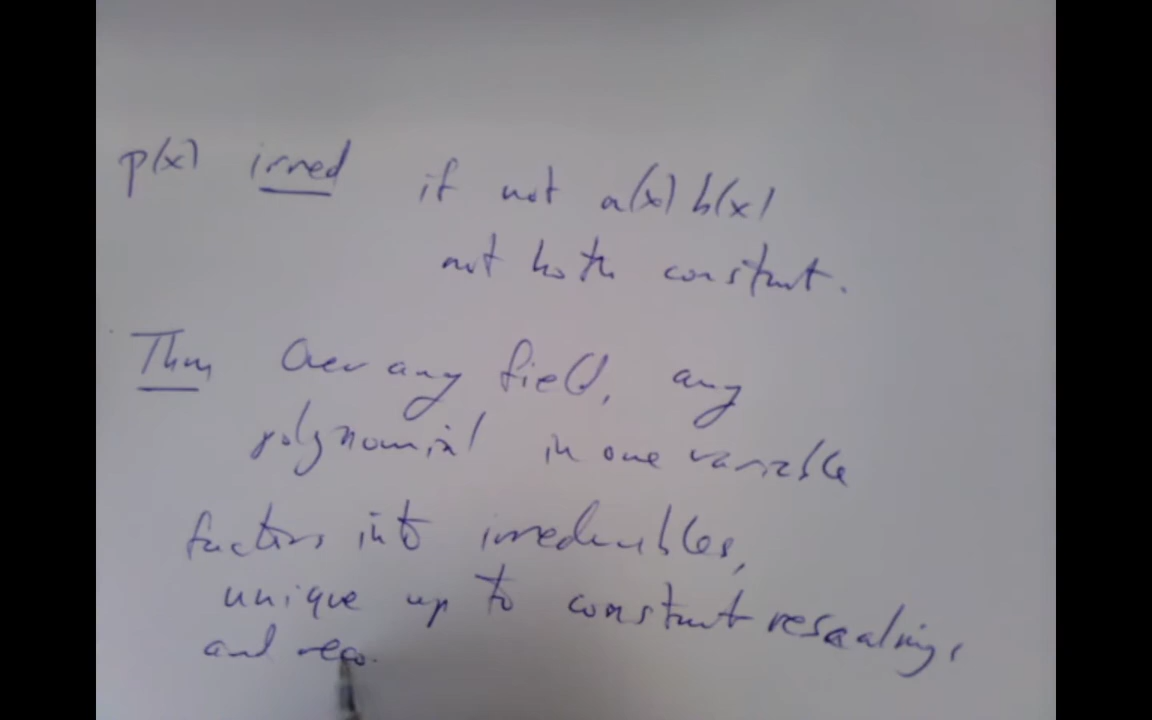 p(x) irred if not a(x) b(x)
not both constant.
Thm Over any field, any
polynomial in one variable
factors into irreducibles,
unique up to constant rescaling,
and reo